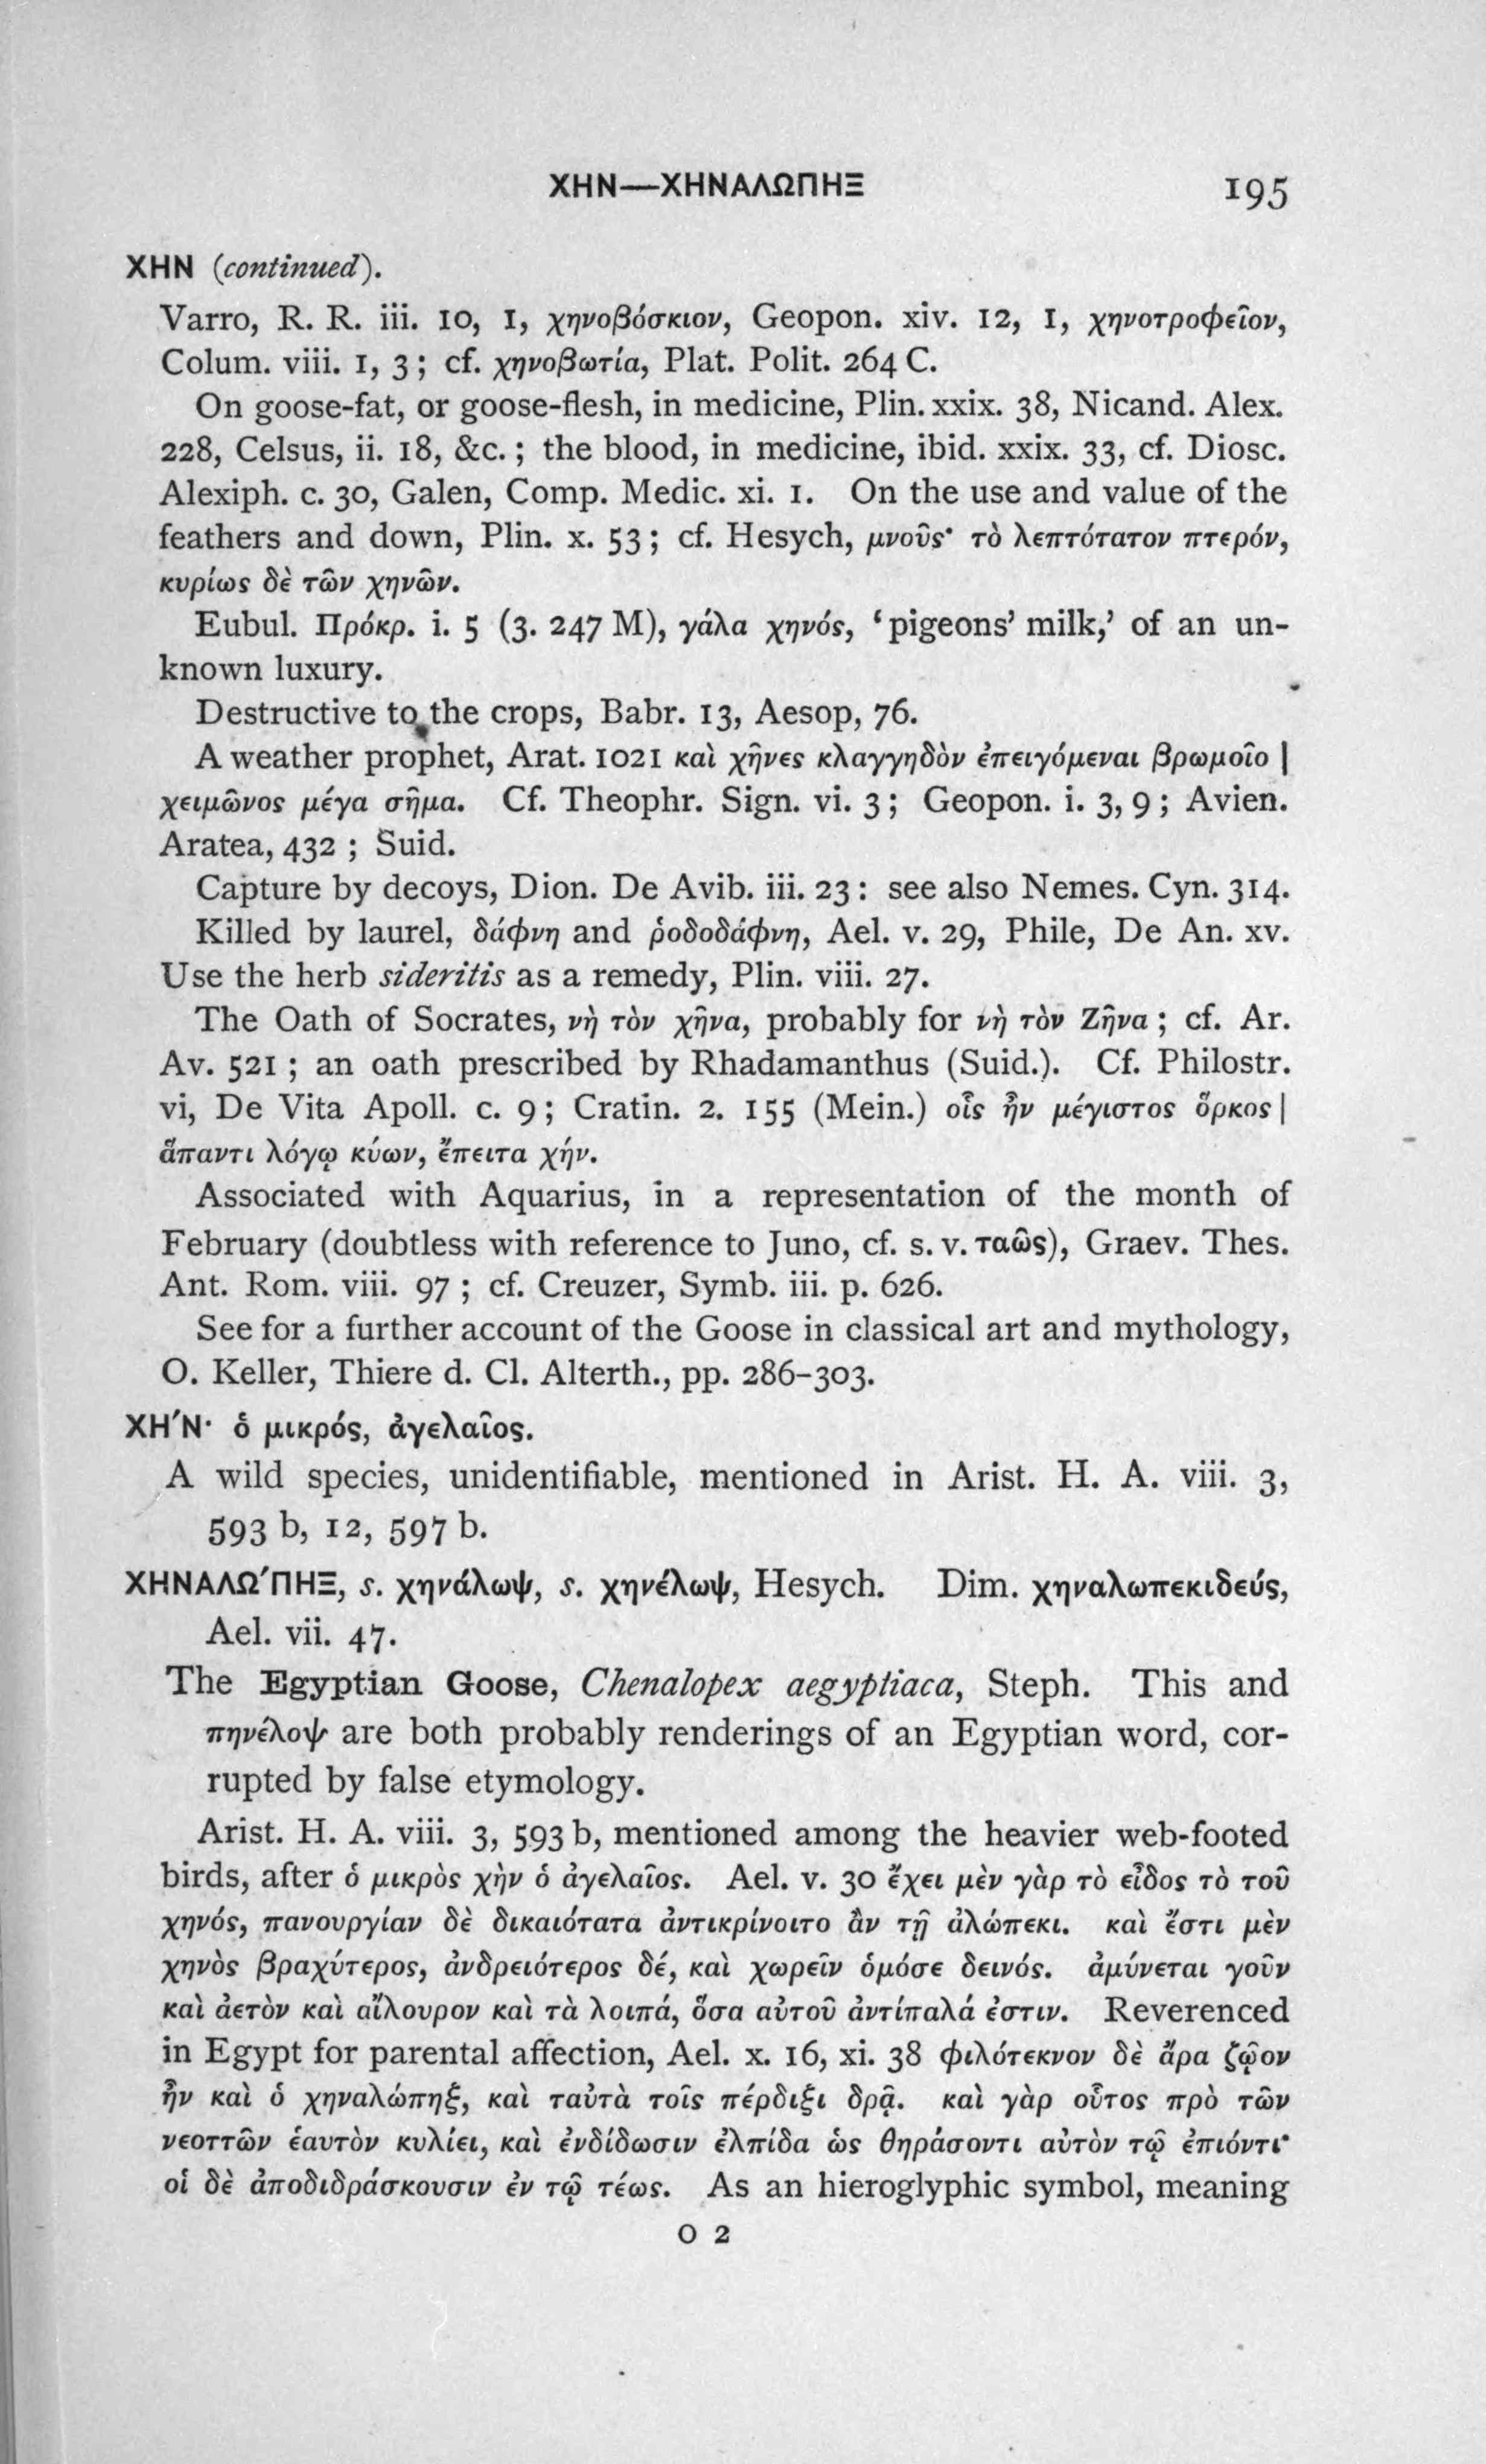 ΧΗΝ—ΧΗΝΑΛΩΠΗΞ 195
ΧΗΝ (continued).
Varro, R. R. iii. 10, 1, χηνοβόσκιον, Geopon. xiv. 12, 1, χηνοτροφεῖον,
Colum. viii. 1, 3; cf. χηνοβωτία, Plat. Polit. 264 C.
On goose-fat, or goose-flesh, in medicine, Plin. xxix. 38, Nicand. Alex.
228, Celsus, ii. 18, &c.; the blood, in medicine, ibid. xxix. 33, cf. Diosc.
Alexiph. c. 30, Galen, Comp. Medic. xi. 1. On the use and value of the
feathers and down, Plin. x. 53; cf. Hesych, μνοῦς· τὸ λεπτότατον πτερόν,
κυρίως δὲ τῶν χηνῶν.
Eubul. Πρόκρ. i. 5 (3. 247 M), γάλα χηνός, ‘pigeons’ milk,’ of an un-
known luxury.
Destructive to the crops, Babr. 13, Aesop, 76.
A weather prophet, Arat. 1021 καὶ χῆνες κλαγγηδὸν ἐπειγόμεναι βρωμοῖο |
χειμῶνος μέγα σῆμα. Cf. Theophr. Sign. vi. 3; Geopon. i. 3, 9; Avien.
Aratea, 432; Suid.
Capture by decoys, Dion. De Avib. iii. 23: see also Nemes. Cyn. 314.
Killed by laurel, δάφνη and ῥοδοδάφνη, Ael. v. 29, Phile, De An. xv.
Use the herb sideritis as a remedy, Plin. viii. 27.
The Oath of Socrates, νὴ τὸν χῆνα, probably for νὴ τὸν Ζῆνα; cf. Ar.
Av. 521; an oath prescribed by Rhadamanthus (Suid.). Cf. Philostr.
vi, De Vita Apoll. c. 9; Cratin. 2. 155 (Mein.) οἷς ἦν μέγιστος ὅρκος |
ἅπαντι λόγῳ κύων, ἔπειτα χήν.
Associated with Aquarius, in a representation of the month of
February (doubtless with reference to Juno, cf. s. v. ταῶς), Graev. Thes.
Ant. Rom. viii. 97; cf. Creuzer, Symb. iii. p. 626.
See for a further account of the Goose in classical art and mythology,
O. Keller, Thiere d. Cl. Alterth., pp. 286–303.
ΧΗ´Ν· ὁ μικρός, ἀγελαῖος.
A wild species, unidentifiable, mentioned in Arist. H. A. viii. 3,
593 b, 12, 597 b.
ΧΗΝΑΛΩ´ΠΗΞ, s. χηνάλωψ, s. χηνέλωψ, Hesych. Dim. χηναλωπεκιδεύς,
Ael. vii. 47.
The Egyptian Goose, Chenalopex aegyptiaca, Steph. This and
πηνέλοψ are both probably renderings of an Egyptian word, cor-
rupted by false etymology.
Arist. H. A. viii. 3, 593 b, mentioned among the heavier web-footed
birds, after ὁ μικρὸς χὴν ὁ ἀγελαῖος. Ael. v. 30 ἔχει μὲν γὰρ τὸ εἶδος τὸ τοῦ
χηνός, πανουργίαν δὲ δικαιότατα ἀντικρίνοιτο ἂν τῇ ἀλώπεκι. καὶ ἔστι μὲν
χηνὸς βραχύτερος, ἀνδρειότερος δέ, καὶ χωρεῖν ὁμόσε δεινός. ἀμύνεται γοῦν
καὶ ἀετὸν καὶ αἴλουρον καὶ τὰ λοιπά, ὅσα αὐτοῦ ἀντίπαλά ἐστιν. Reverenced
in Egypt for parental affection, Ael. x. 16, xi. 38 φιλότεκνον δὲ ἄρα ζῷον
ἦν καὶ ὁ χηναλώπηξ, καὶ ταὐτὰ τοῖς πέρδιξι δρᾷ. καὶ γὰρ οὗτος πρὸ τῶν
νεοττῶν ἑαυτὸν κυλίει, καὶ ἐνδίδωσιν ἐλπίδα ὡς θηράσοντι αὐτὸν τῷ ἐπιόντι·
οἱ δὲ ἀποδιδράσκουσιν ἐν τῷ τέως. As an hieroglyphic symbol, meaning
O 2